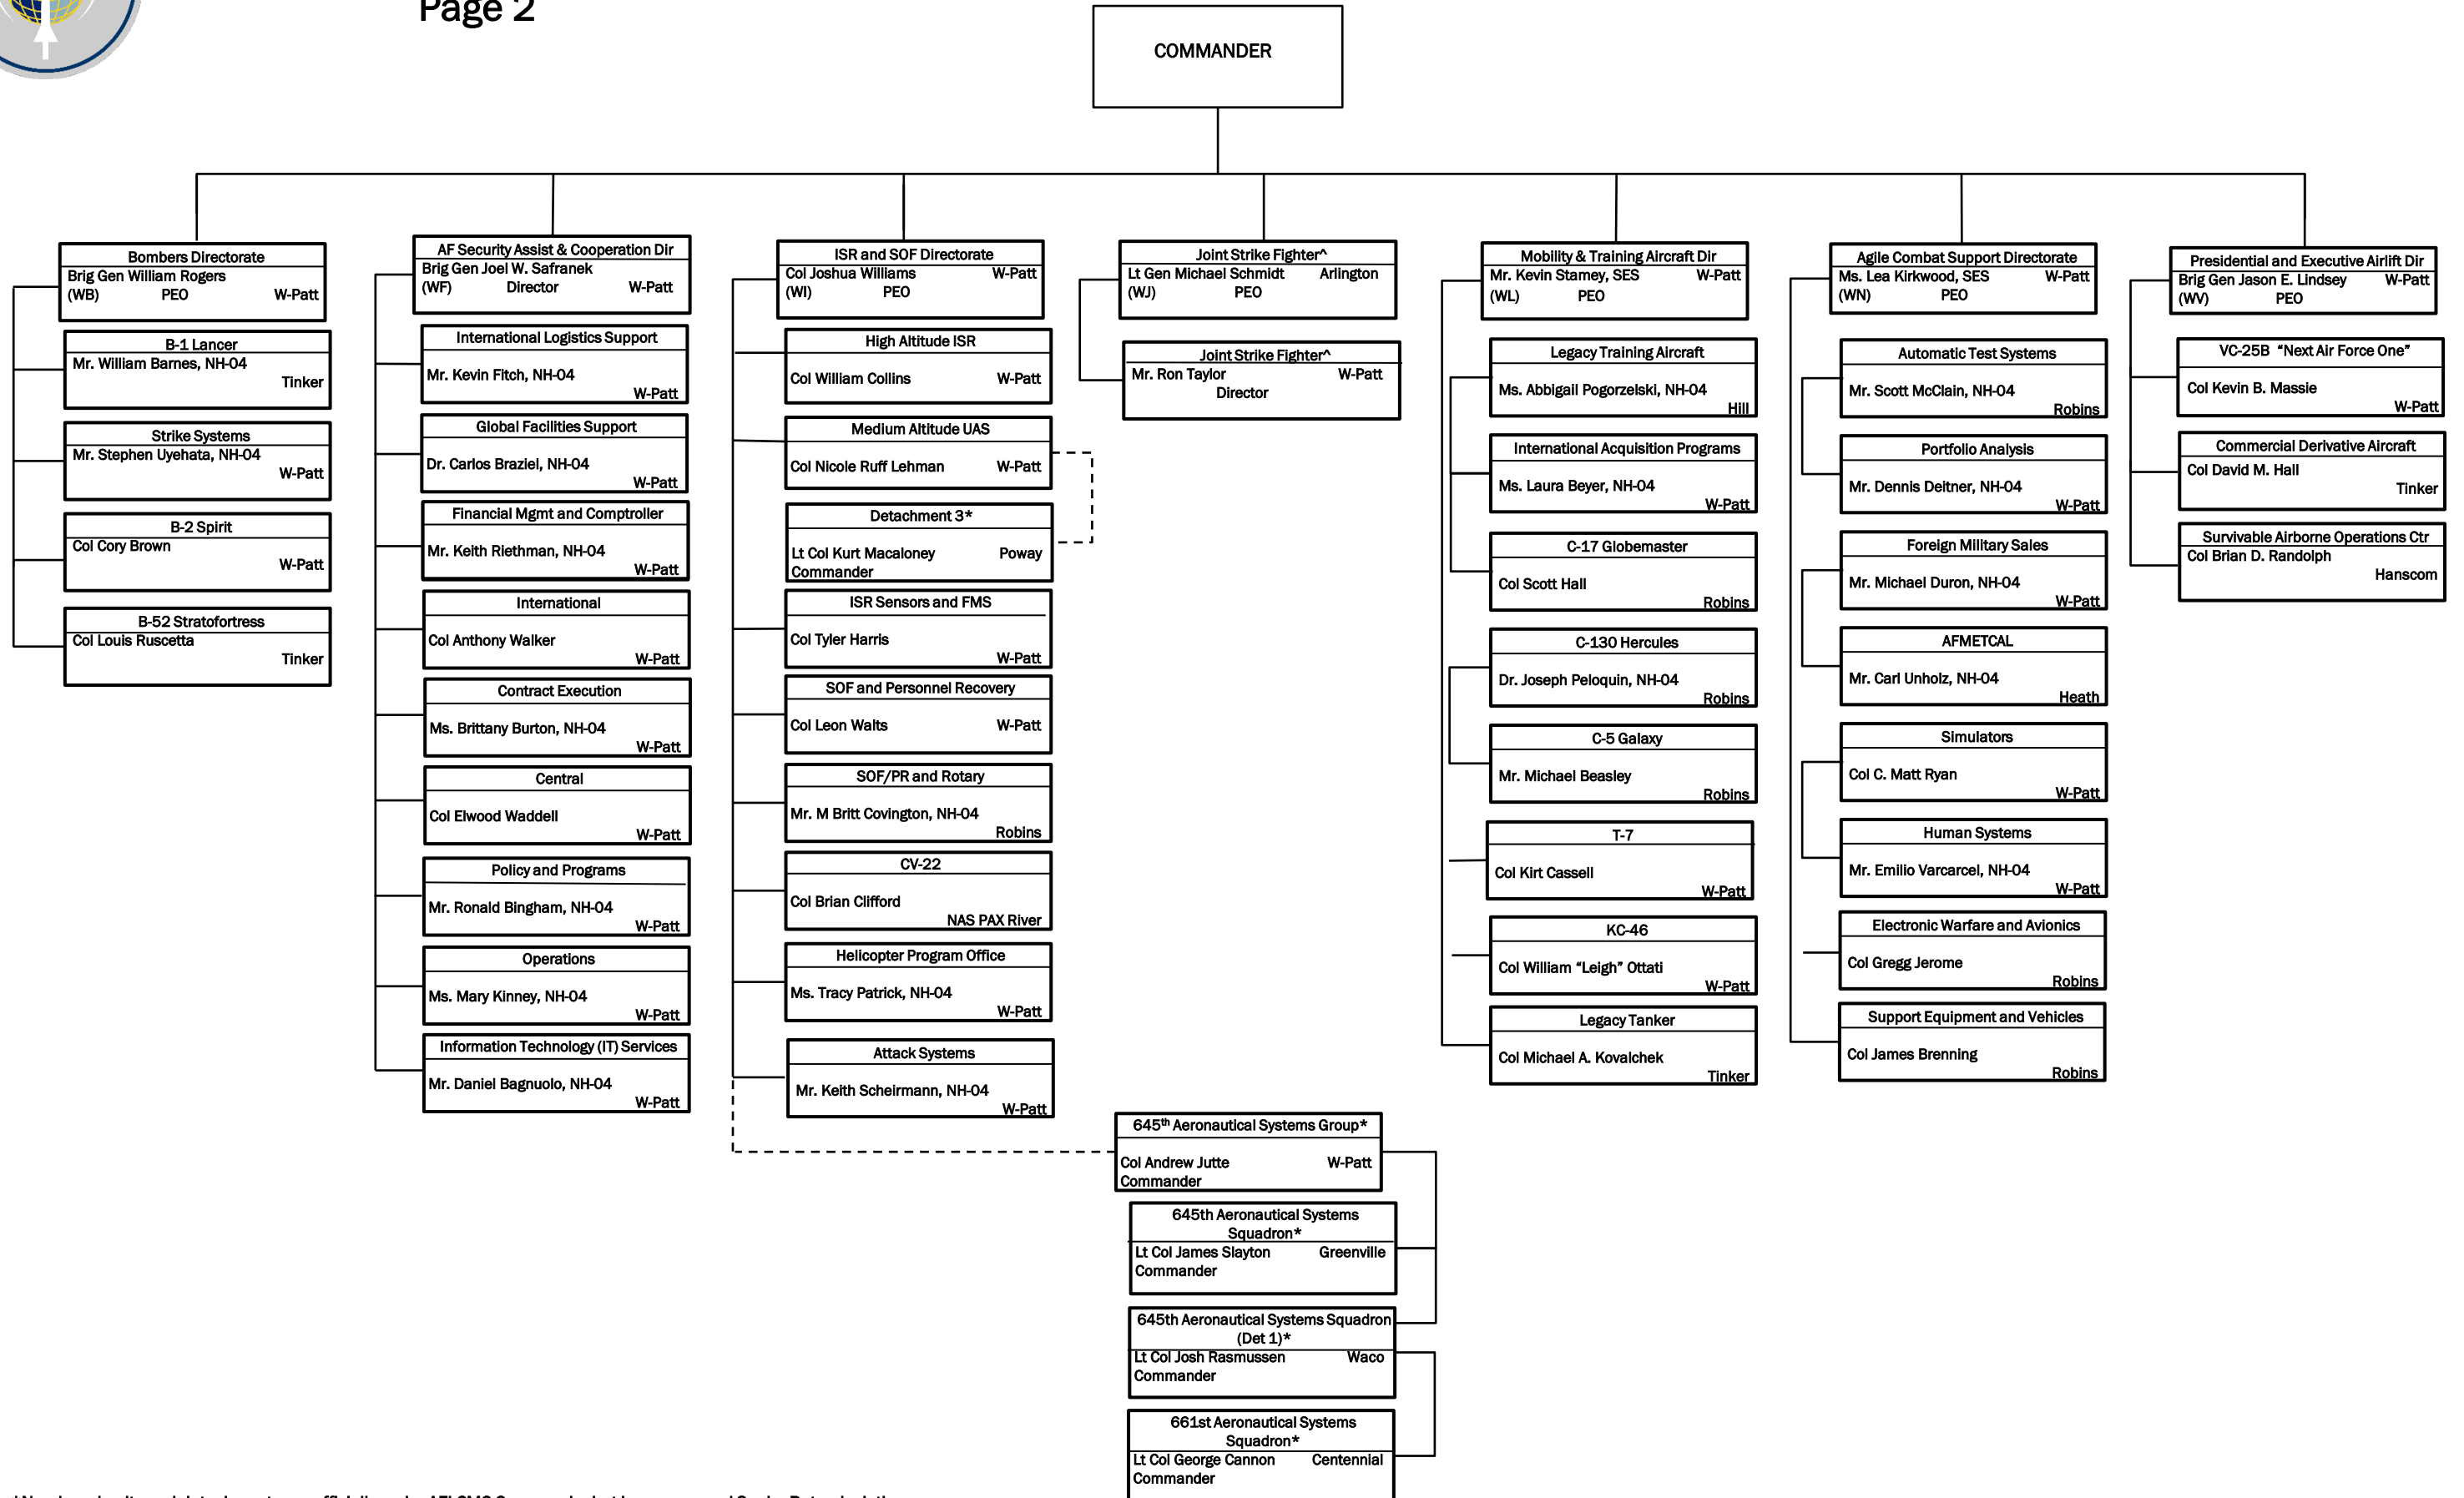 Page 2
COMMANDER
Bombers Directorate
Brig Gen William Rogers
(WB) PEO W-Patt
B-1 Lancer
Mr. William Barnes, NH-04
Tinker
Strike Systems
Mr. Stephen Uyehata, NH-04
W-Patt
B-2 Spirit
Col Cory Brown
W-Patt
B-52 Stratofortress
Col Louis Ruscetta
Tinker
AF Security Assist & Cooperation Dir
Brig Gen Joel W. Safranek
(WF) Director W-Patt
International Logistics Support
Mr. Kevin Fitch, NH-04
W-Patt
Global Facilities Support
Dr. Carlos Braziel, NH-04
W-Patt
Financial Mgmt and Comptroller
Mr. Keith Riethman, NH-04
W-Patt
International
Col Anthony Walker
W-Patt
Contract Execution
Ms. Brittany Burton, NH-04
W-Patt
Central
Col Elwood Waddell
W-Patt
Policy and Programs
Mr. Ronald Bingham, NH-04
W-Patt
Operations
Ms. Mary Kinney, NH-04
W-Patt
Information Technology (IT) Services
Mr. Daniel Bagnuolo, NH-04
W-Patt
ISR and SOF Directorate
Col Joshua Williams W-Patt
(WI) PEO
High Altitude ISR
Col William Collins W-Patt
Medium Altitude UAS
Col Nicole Ruff Lehman W-Patt
Detachment 3*
Lt Col Kurt Macaloney Poway
Commander
ISR Sensors and FMS
Col Tyler Harris
W-Patt
SOF and Personnel Recovery
Col Leon Walts W-Patt
SOF/PR and Rotary
Mr. M Britt Covington, NH-04
Robins
CV-22
Col Brian Clifford
NAS PAX River
Helicopter Program Office
Ms. Tracy Patrick, NH-04
W-Patt
Attack Systems
Mr. Keith Scheirmann, NH-04
W-Patt
Joint Strike Fighter^
Lt Gen Michael Schmidt Arlington
(WJ) PEO
Joint Strike Fighter^
Mr. Ron Taylor W-Patt
Director
645th Aeronautical Systems Group*
Col Andrew Jutte W-Patt
Commander
645th Aeronautical Systems
Squadron*
Lt Col James Slayton Greenville
Commander
645th Aeronautical Systems Squadron
(Det 1)*
Lt Col Josh Rasmussen Waco
Commander
661st Aeronautical Systems
Squadron*
Lt Col George Cannon Centennial
Commander
Mobility & Training Aircraft Dir
Mr. Kevin Stamey, SES W-Patt
(WL) PEO
Legacy Training Aircraft
Ms. Abbigail Pogorzelski, NH-04
Hill
International Acquisition Programs
Ms. Laura Beyer, NH-04
W-Patt
C-17 Globemaster
Col Scott Hall
Robins
C-130 Hercules
Dr. Joseph Peloquin, NH-04
Robins
C-5 Galaxy
Mr. Michael Beasley
Robins
T-7
Col Kirt Cassell
W-Patt
KC-46
Col William “Leigh” Ottati
W-Patt
Legacy Tanker
Col Michael A. Kovalchek
Tinker
Agile Combat Support Directorate
Ms. Lea Kirkwood, SES W-Patt
(WN) PEO
Automatic Test Systems
Mr. Scott McClain, NH-04
Robins
Portfolio Analysis
Mr. Dennis Deitner, NH-04
W-Patt
Foreign Military Sales
Mr. Michael Duron, NH-04
W-Patt
AFMETCAL
Mr. Carl Unholz, NH-04
Heath
Simulators
Col C. Matt Ryan
W-Patt
Human Systems
Mr. Emilio Varcarcel, NH-04
W-Patt
Electronic Warfare and Avionics
Col Gregg Jerome
Robins
Support Equipment and Vehicles
Col James Brenning
Robins
Presidential and Executive Airlift Dir
Brig Gen Jason E. Lindsey W-Patt
(WV) PEO
VC-25B “Next Air Force One”
Col Kevin B. Massie
W-Patt
Commercial Derivative Aircraft
Col David M. Hall
Tinker
Survivable Airborne Operations Ctr
Col Brian D. Randolph
Hanscom